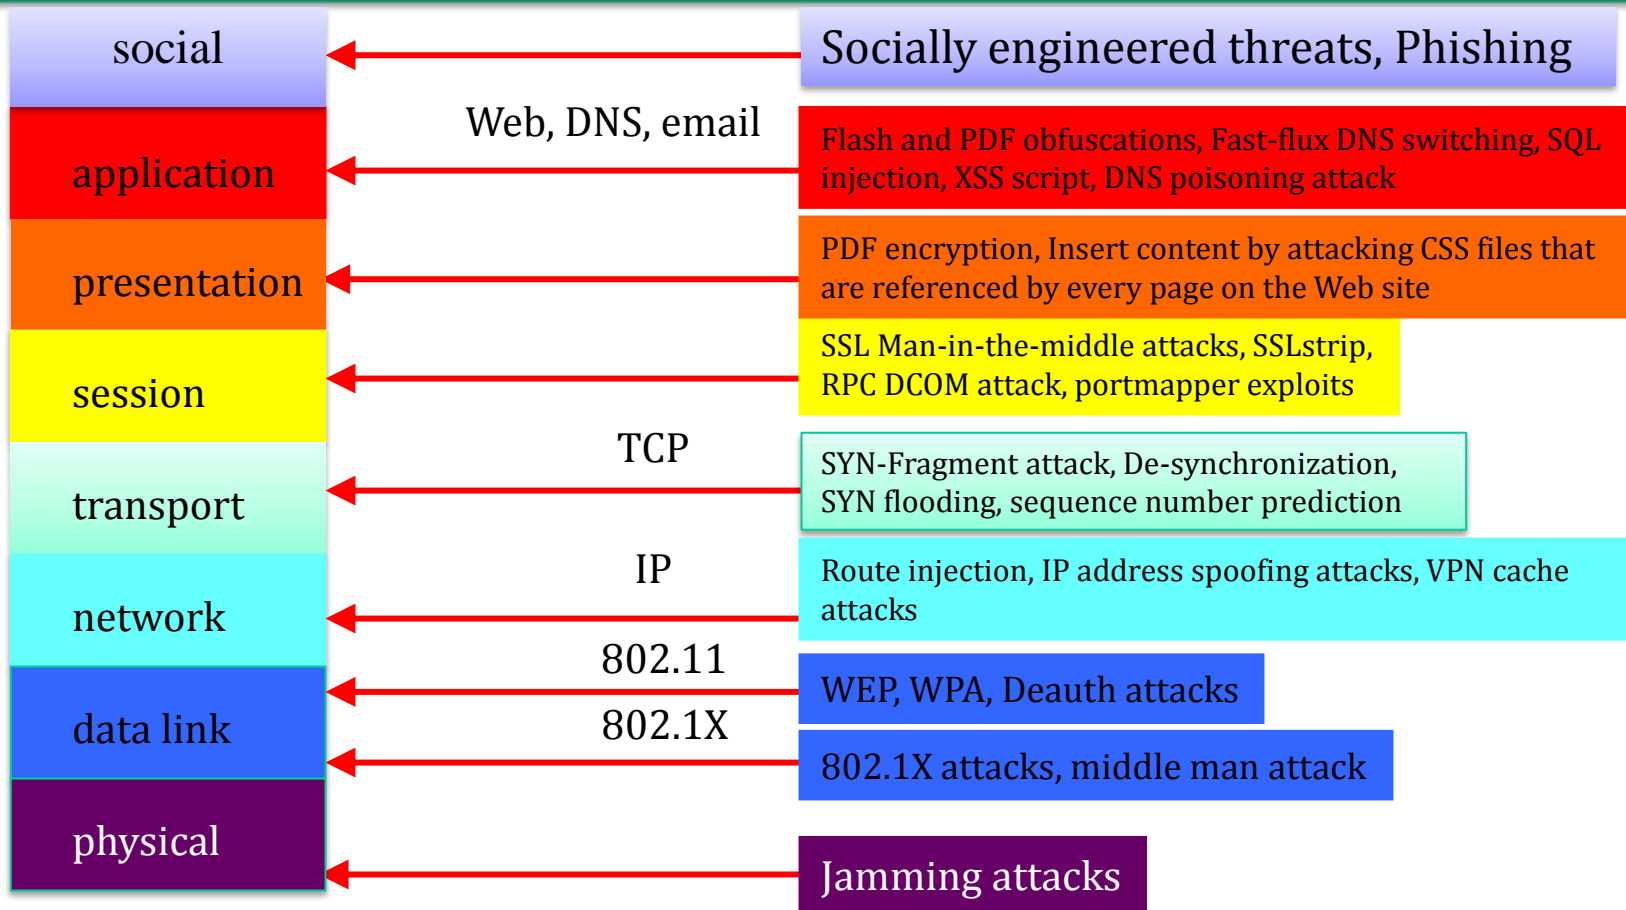 social
Socially engineered threats, Phishing
Web, DNS, email
application
Flash and PDF obfuscations, Fast-flux DNS switching, SQL
injection, XSS script, DNS poisoning attack
presentation
PDF encryption, Insert content by attacking CSS files that
are referenced by every page on the Web site
session
SSL Man-in-the-middle attacks, SSLstrip,
RPC DCOM attack, portmapper exploits
TCP
transport
SYN-Fragment attack, De-synchronization,
SYN flooding, sequence number prediction
IP
network
Route injection, IP address spoofing attacks, VPN cache
attacks
802.11
data link
WEP, WPA, Deauth attacks
802.1X
802.1X attacks, middle man attack
physical
Jamming attacks